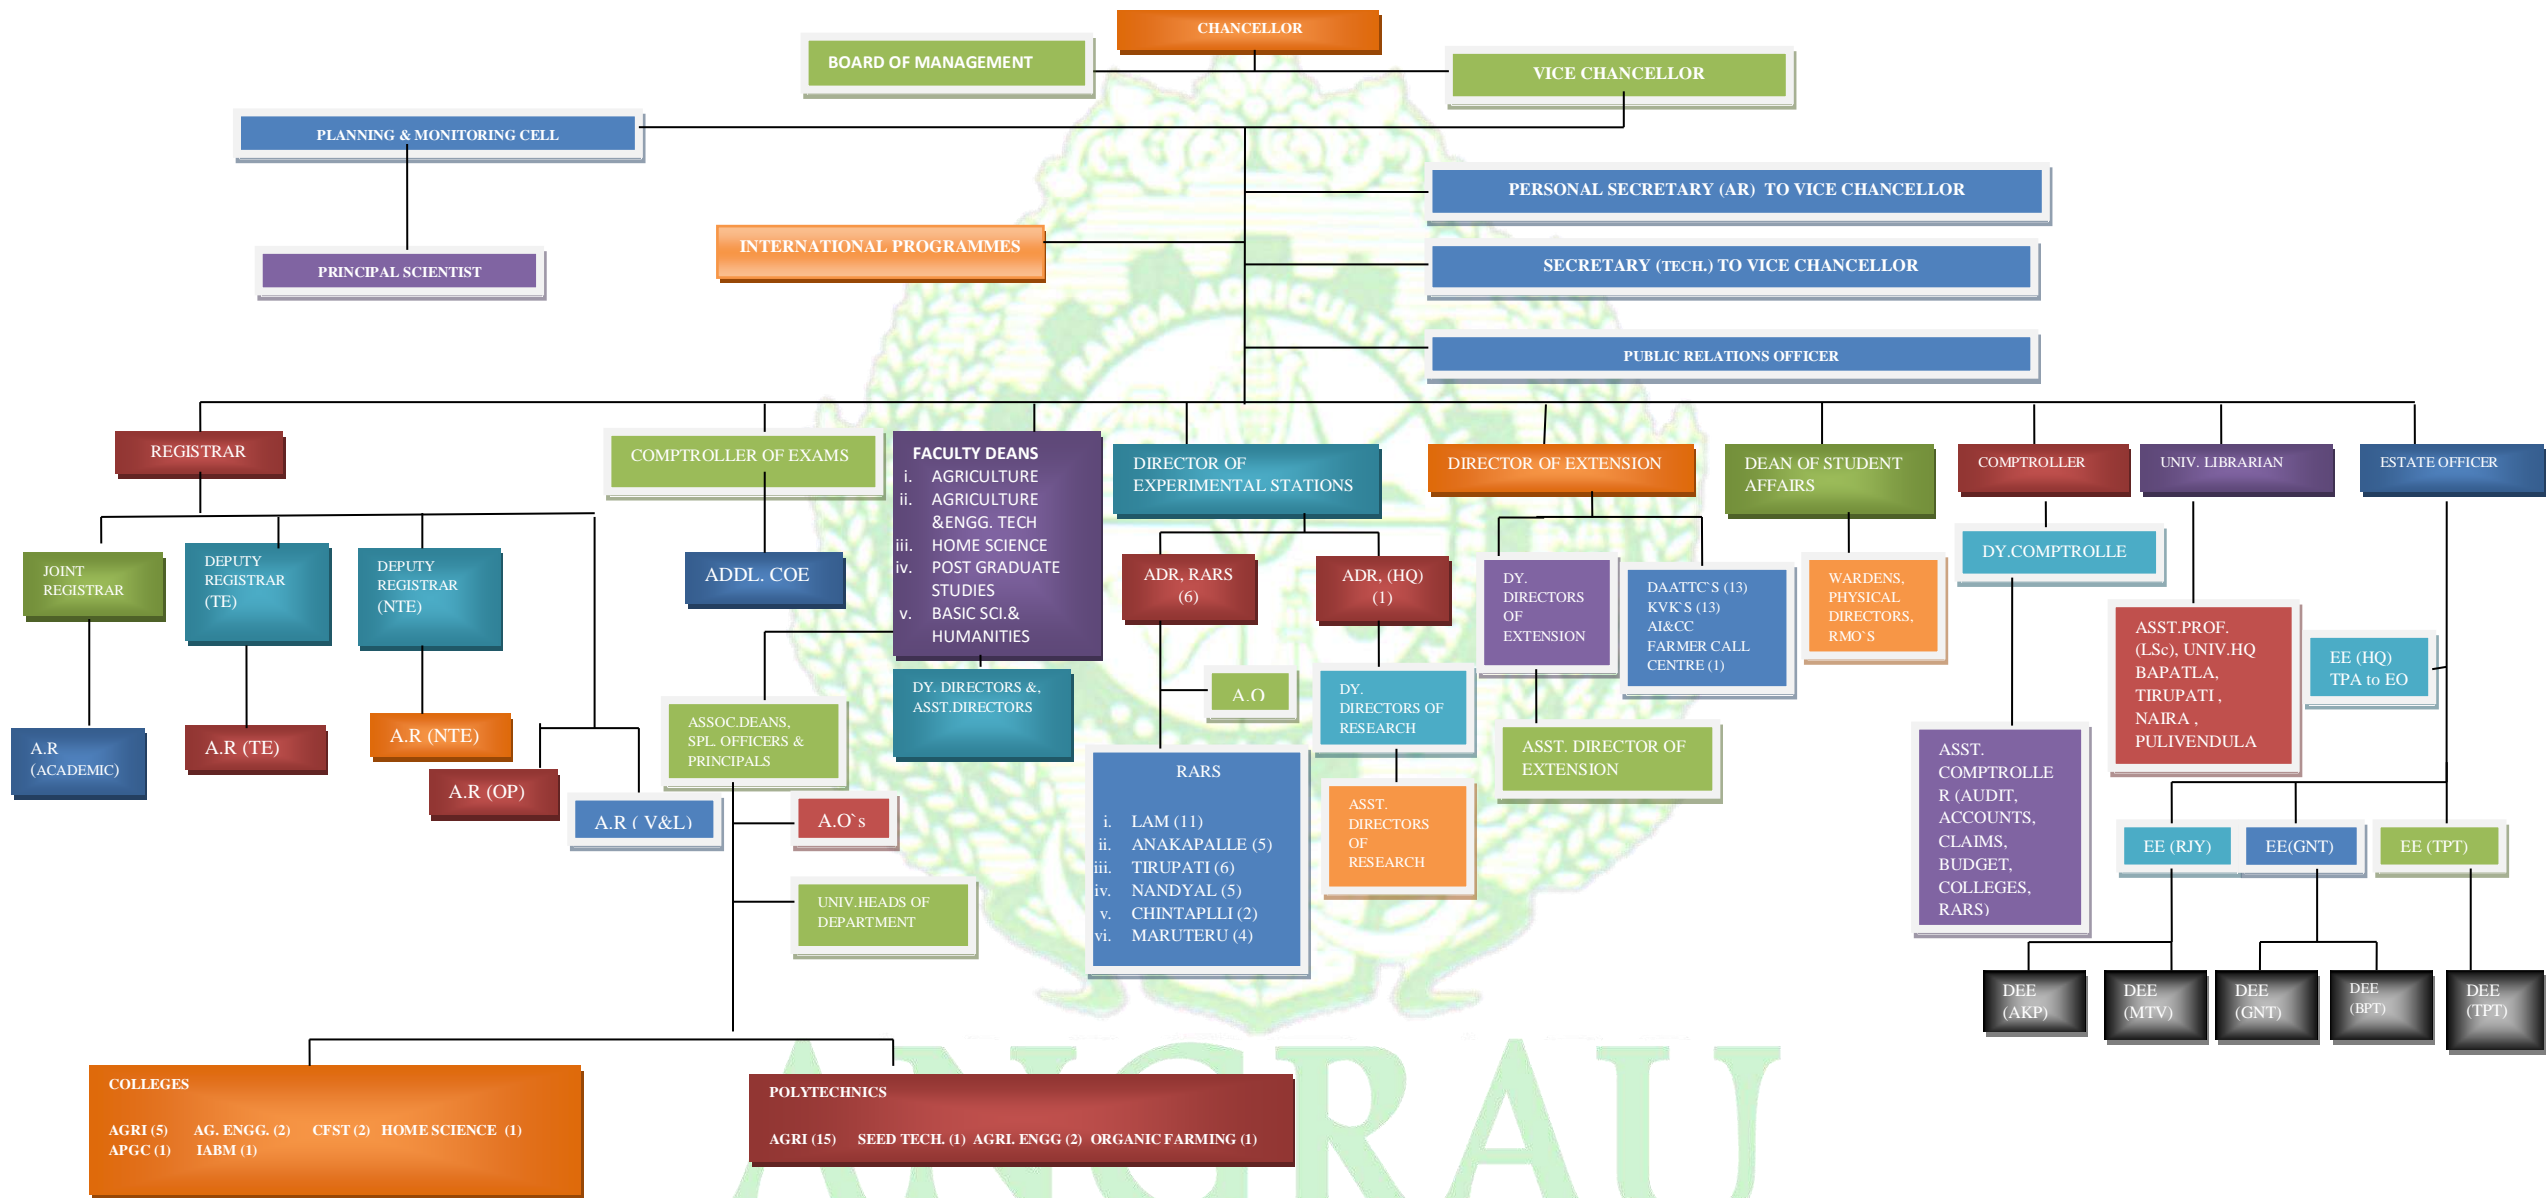 CHANCELLOR
BOARD OF MANAGEMENT
VICE CHANCELLOR
PLANNING & MONITORING CELL
PERSONAL SECRETARY (AR) TO VICE CHANCELLOR
INTERNATIONAL PROGRAMMES
PRINCIPAL SCIENTIST
SECRETARY (TECH.) TO VICE CHANCELLOR
RANGA AGRICULTU
PUBLIC RELATIONS OFFICER
REGISTRAR
COMPTROLLER OF EXAMS
FACULTY DEANS
i. AGRICULTURE
ii. AGRICULTURE
&ENGG. TECH
iii. HOME SCIENCE
iv. POST GRADUATE
STUDIES
v. BASIC SCI.&
HUMANITIES
DIRECTOR OF
EXPERIMENTAL STATIONS
DIRECTOR OF EXTENSION
DEAN OF STUDENT
AFFAIRS
COMPTROLLER
UNIV. LIBRARIAN
ESTATE OFFICER
JOINT
REGISTRAR
DEPUTY
REGISTRAR
(TE)
DEPUTY
REGISTRAR
(NTE)
ADDL. COE
ADR, RARS
(6)
ADR, (HQ)
(1)
DY.
DIRECTORS
OF
EXTENSION
DAATTC`S (13)
KVK`S (13)
AI&CC
FARMER CALL
CENTRE (1)
WARDENS,
PHYSICAL
DIRECTORS,
RMO`S
DY.COMPTROLLE
ASST.PROF.
(LSc), UNIV.HQ
BAPATLA,
TIRUPATI ,
NAIRA ,
PULIVENDULA
EE (HQ)
TPA to EO
A.R
(ACADEMIC)
A.R (TE)
A.R (NTE)
A.R (OP)
A.R ( V&L)
ASSOC.DEANS,
SPL. OFFICERS &
PRINCIPALS
DY. DIRECTORS &,
ASST.DIRECTORS
A.O
DY.
DIRECTORS OF
RESEARCH
ASST. DIRECTOR OF
EXTENSION
ASST.
COMPTROLLE
R (AUDIT,
ACCOUNTS,
CLAIMS,
BUDGET,
COLLEGES,
RARS)
A.O`s
UNIV.HEADS OF
DEPARTMENT
RARS
i. LAM (11)
ii. ANAKAPALLE (5)
iii. TIRUPATI (6)
iv. NANDYAL (5)
v. CHINTAPLLI (2)
vi. MARUTERU (4)
ASST.
DIRECTORS
OF
RESEARCH
EE (RJY)
EE(GNT)
EE (TPT)
DEE
(AKP)
DEE
(MTV)
DEE
(GNT)
DEE
(BPT)
DEE
(TPT)
COLLEGES
AGRI (5) AG. ENGG. (2) CFST (2) HOME SCIENCE (1)
APGC (1) IABM (1)
POLYTECHNICS
AGRI (15) SEED TECH. (1) AGRI. ENGG (2) ORGANIC FARMING (1)
ANGRAU